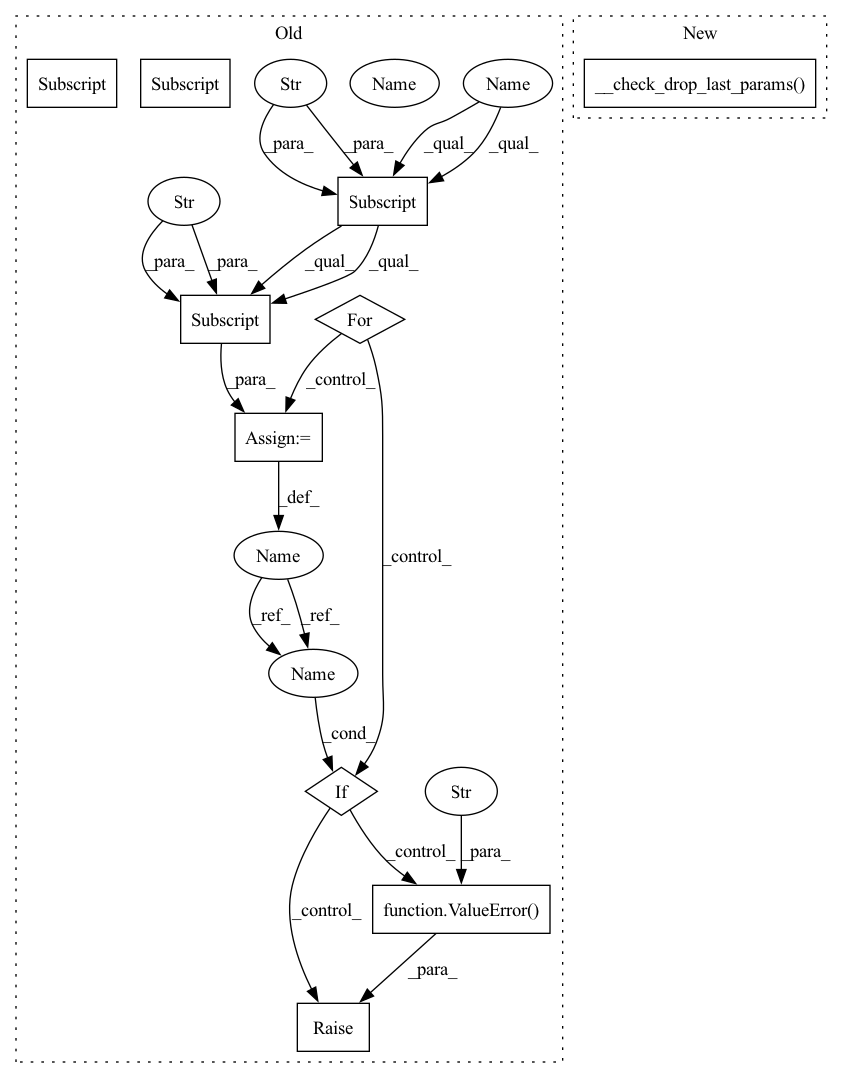 Old
New
Subscript
Subscript
Str
Name
Name
__check_drop_last_params()
_para_
_para_
_qual_
_qual_
Str
Subscript
_para_
_para_
_qual_
_qual_
Subscript
For
_para_
_control_
Assign:=
_def_
Name
_control_
_ref_
_ref_
Name
_cond_
If
Str
_control_
_para_
_control_
function.ValueError()
_para_
Raise